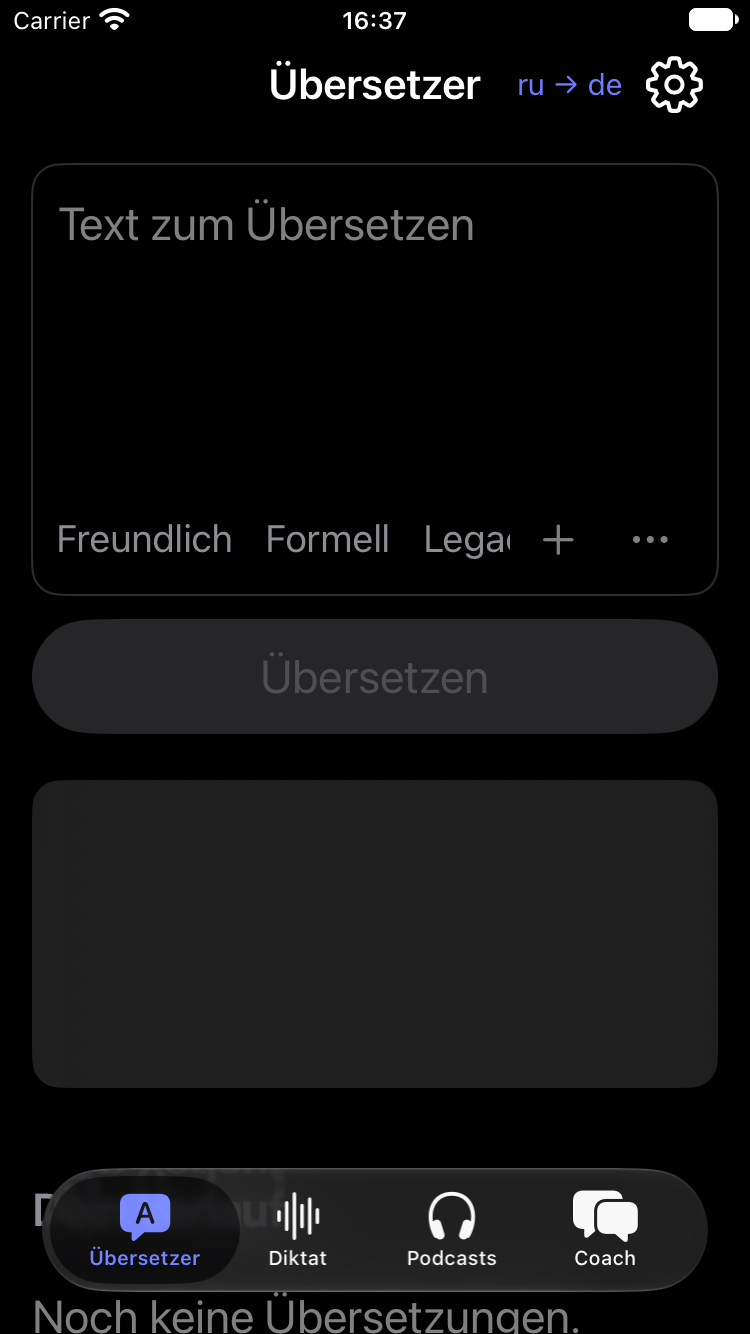 Carrier 16:37
Übersetzer ru → de
Text zum Übersetzen
Freundlich Formell Legac + ...
Übersetzen
Übersetzer Diktat Podcasts Coach
Noch keine Übersetzungen.